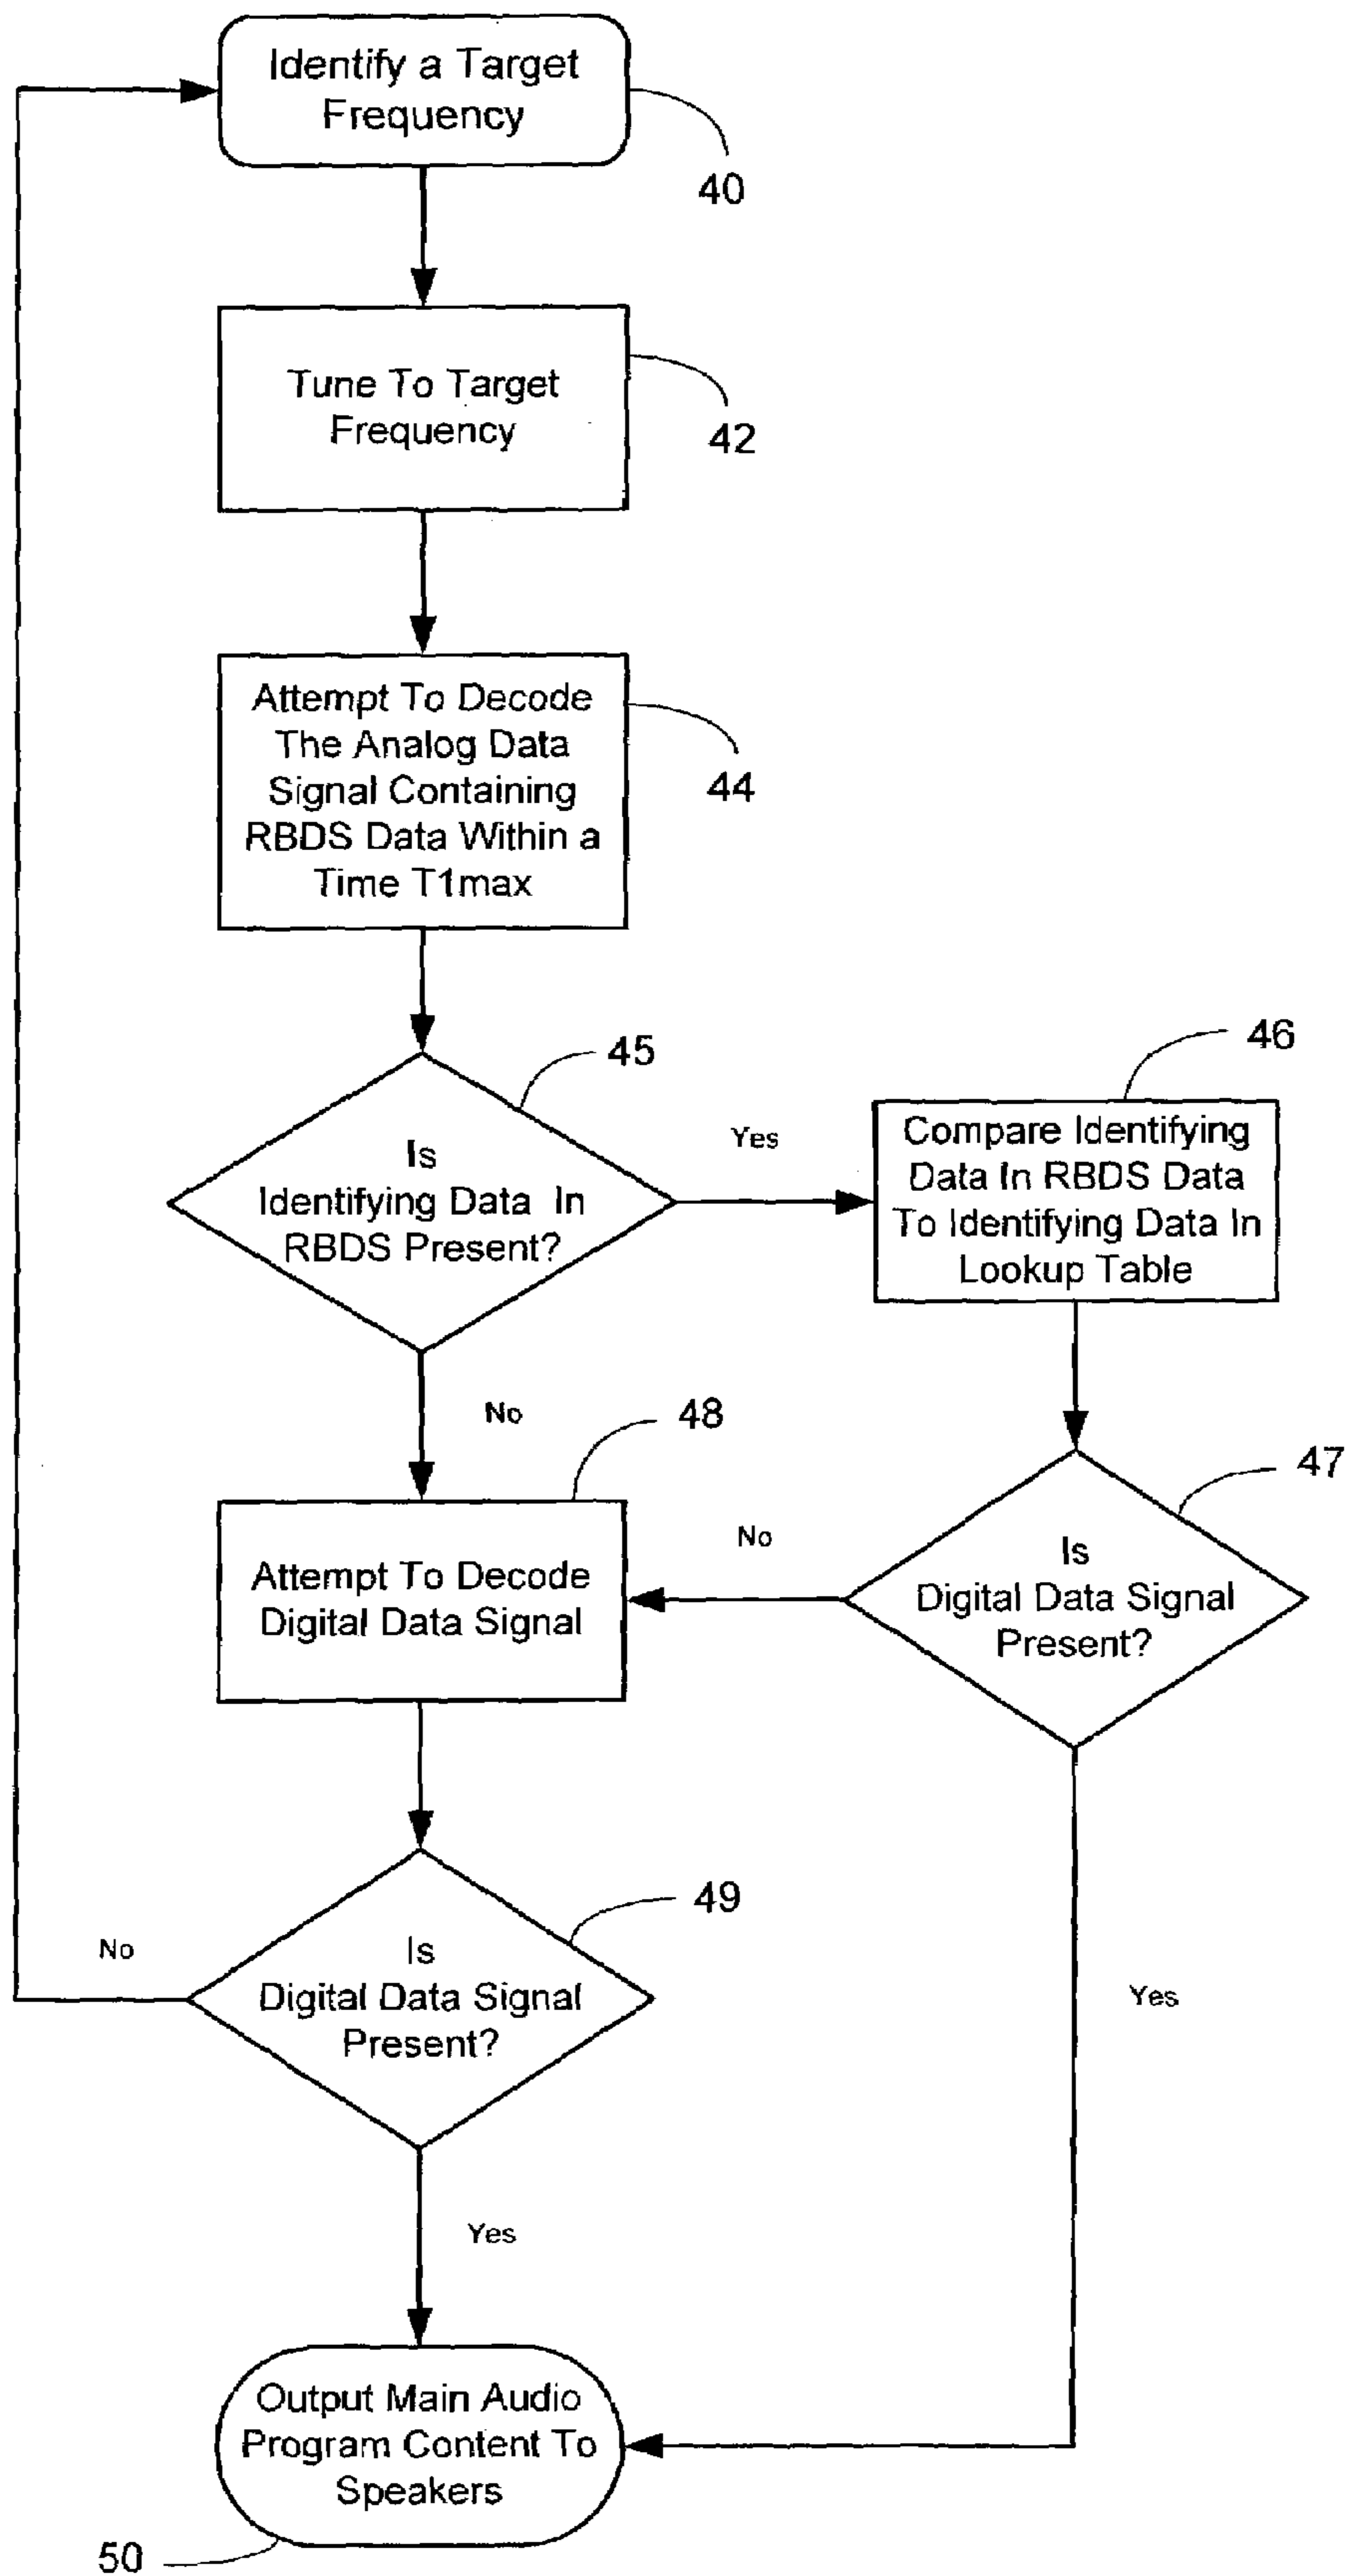 Identify a Target
Frequency
40
Tune To Target
Frequency
42
Attempt To Decode
The Analog Data
Signal Containing
RBDS Data Within a
Time T1max
44
45
Is
Identifying Data In
RBDS Present?
Yes
46
Compare Identifying
Data In RBDS Data
To Identifying Data In
Lookup Table
No
48
Attempt To Decode
Digital Data Signal
No
47
Is
Digital Data Signal
Present?
49
Is
Digital Data Signal
Present?
No
Yes
Yes
Output Main Audio
Program Content To
Speakers
50